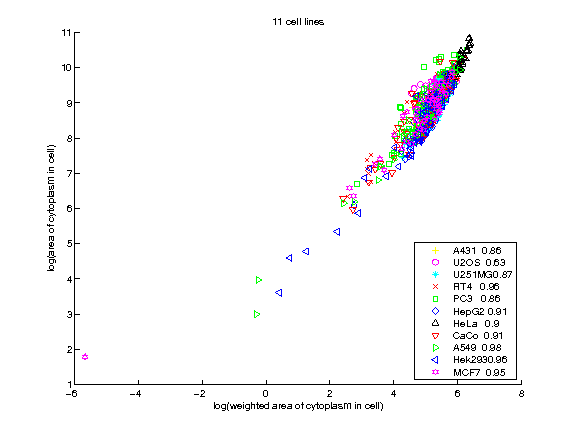 11 cell lines
log(area of cytoplasm in cell)
11
10
9
8
7
6
5
4
3
2
1
-6
-4
-2
0
2
4
6
8
log(weighted area of cytoplasm in cell)
A431 0.86
U2OS 0.63
U251MG0.87
RT4 0.96
PC3 0.86
HepG2 0.91
HeLa 0.9
CaCo 0.91
A549 0.98
Hek2930.96
MCF7 0.95